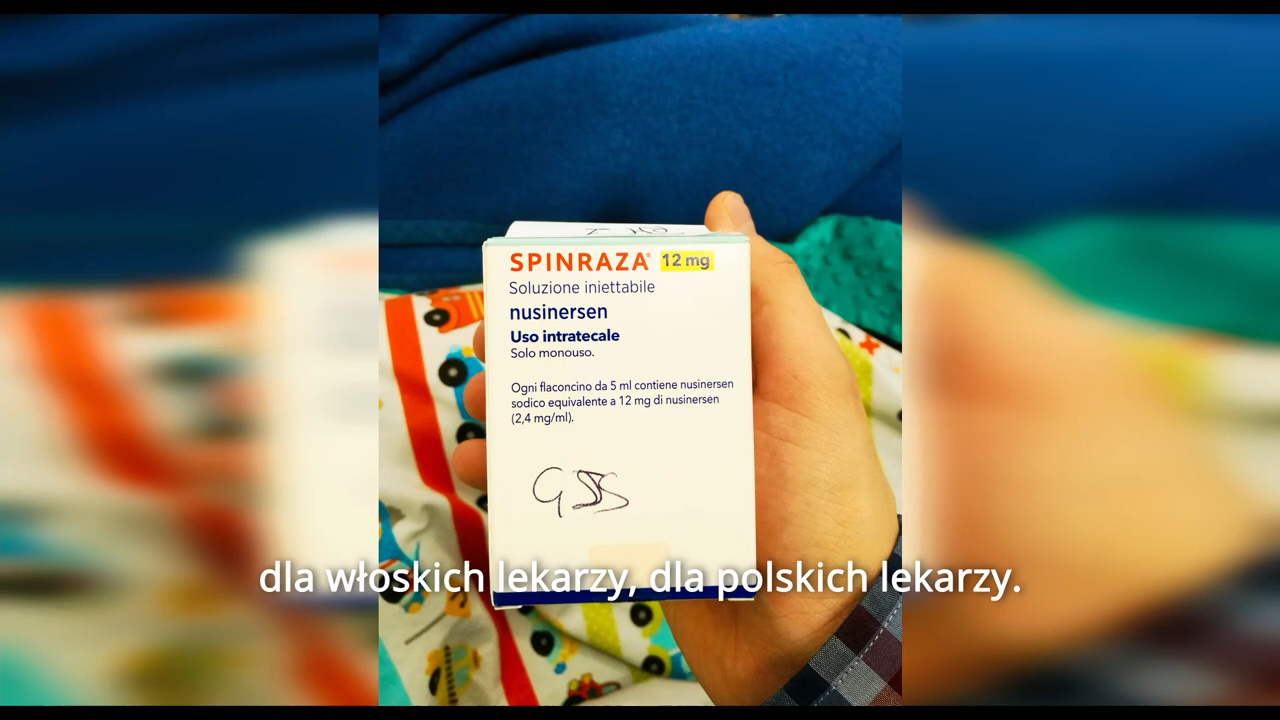 SPINRAZA® 12 mg
Soluzione iniettabile
nusinersen
Uso intratecale
Solo monouso.
Ogni flaconcino da 5 ml contiene nusinersen
sodico equivalente a 12 mg di nusinersen
(2,4 mg/ml).
dla włoskich lekarzy, dla polskich lekarzy.